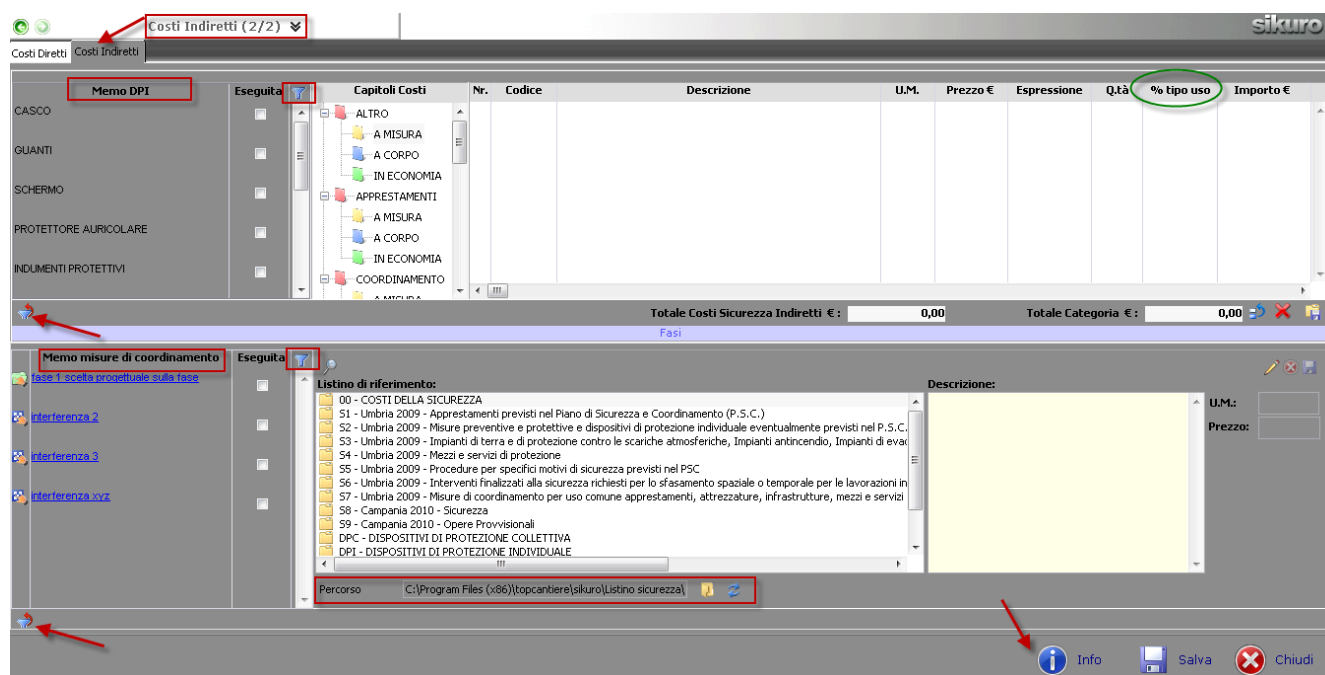 Costi Indiretti (2/2)
sikuro
Costi Diretti Costi Indiretti
Memo DPI Eseguita Capitoli Costi Nr. Codice Descrizione U.M. Prezzo € Espressione Q.tà % tipo uso Importo €
CASCO
GUANTI
SCHERMO
PROTETTORE AURICOLARE
INDUMENTI PROTETTIVI
ALTRO
A MISURA
A CORPO
IN ECONOMIA
APPRESTAMENTI
A MISURA
A CORPO
IN ECONOMIA
COORDINAMENTO
A MISURA
Totale Costi Sicurezza Indiretti € : 0,00 Totale Categoria € : 0,00
Fasi
Memo misure di coordinamento Eseguita
fase 1 scelta progettuale sulla fase
interferenza 2
interferenza 3
interferenza xyz
Listino di riferimento:
00 - COSTI DELLA SICUREZZA
S1 - Umbria 2009 - Apprestamenti previsti nel Piano di Sicurezza e Coordinamento (P.S.C.)
S2 - Umbria 2009 - Misure preventive e protettive e dispositivi di protezione individuale eventualmente previsti nel P.S.C.
S3 - Umbria 2009 - Impianti di terra e di protezione contro le scariche atmosferiche, Impianti antincendio, Impianti di evac
S4 - Umbria 2009 - Mezzi e servizi di protezione
S5 - Umbria 2009 - Procedure per specifici motivi di sicurezza previsti nel PSC
S6 - Umbria 2009 - Interventi finalizzati alla sicurezza richiesti per lo sfasamento spaziale o temporale per le lavorazioni in
S7 - Umbria 2009 - Misure di coordinamento per uso comune apprestamenti, attrezzature, infrastrutture, mezzi e servizi
S8 - Campania 2010 - Sicurezza
S9 - Campania 2010 - Opere Provvisionali
DPC - DISPOSITIVI DI PROTEZIONE COLLETTIVA
DPI - DISPOSITIVI DI PROTEZIONE INDIVIDUALE
Descrizione:
U.M.:
Prezzo:
Percorso C:\Program Files (x86)\topcantiere\sikuro\Listino sicurezza\
Info Salva Chiudi